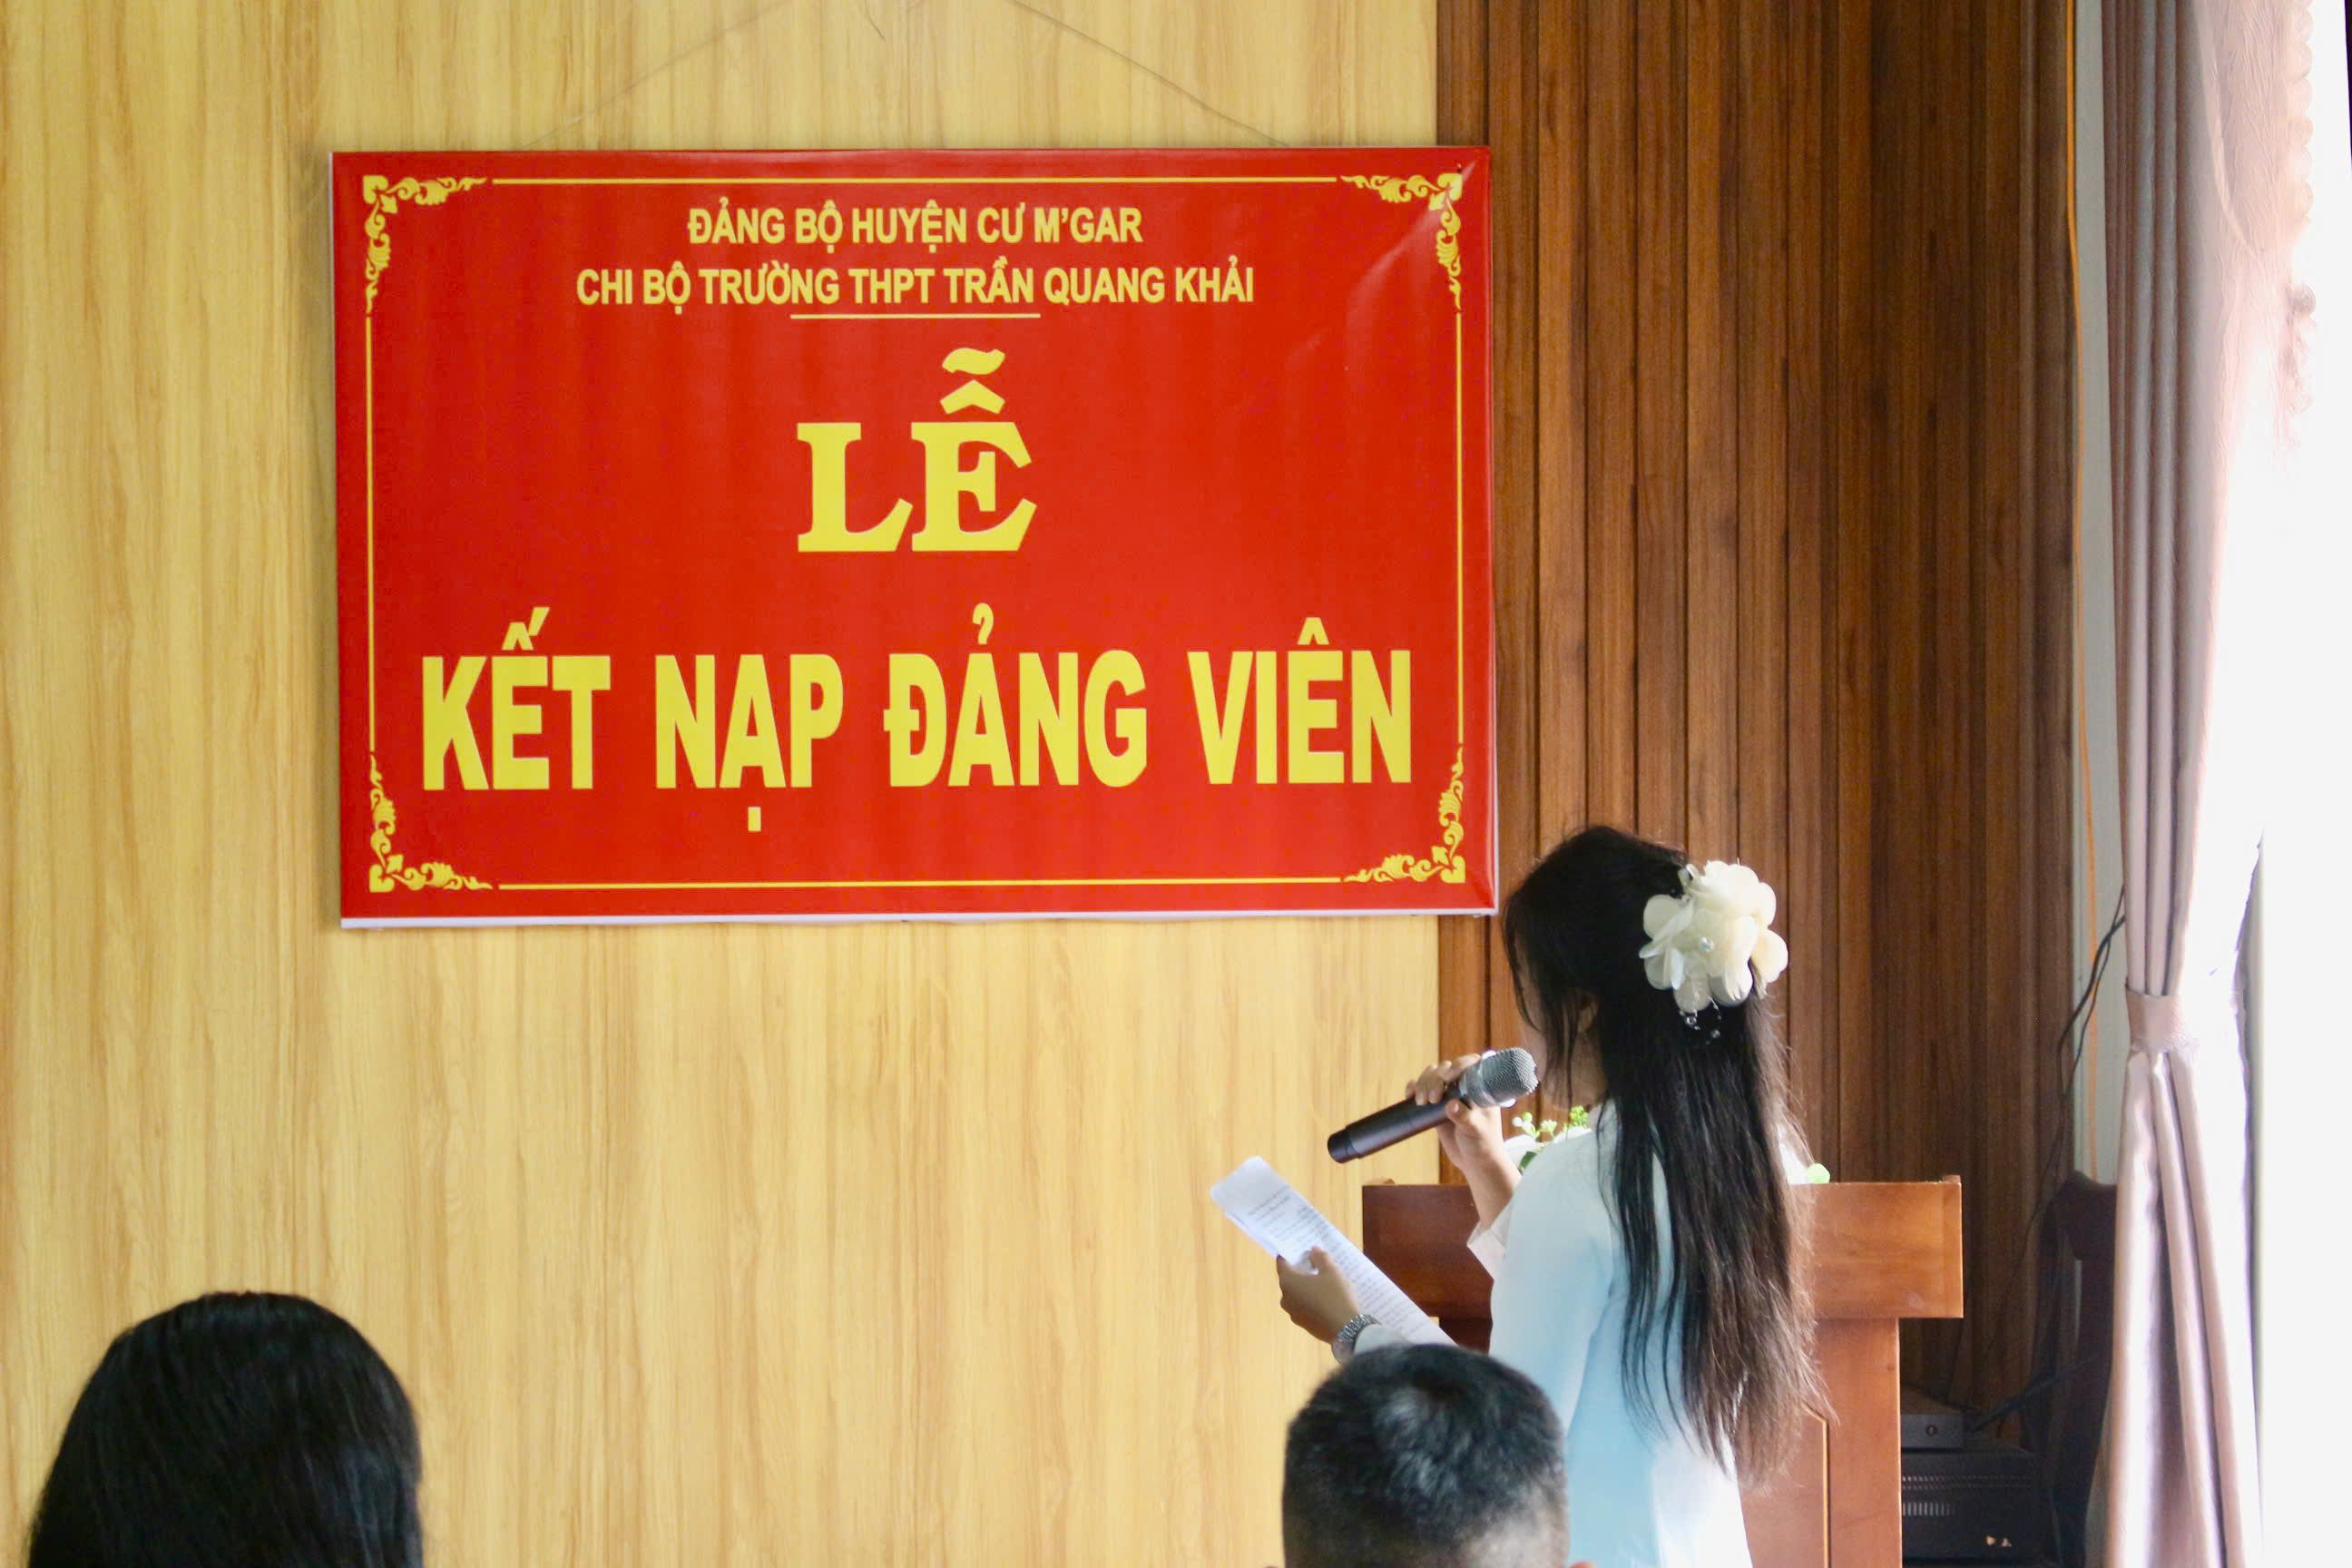 ĐẢNG BỘ HUYỆN CƯ M'GAR
CHI BỘ TRƯỜNG THPT TRẦN QUANG KHẢI
LỄ
KẾT NẠP ĐẢNG VIÊN